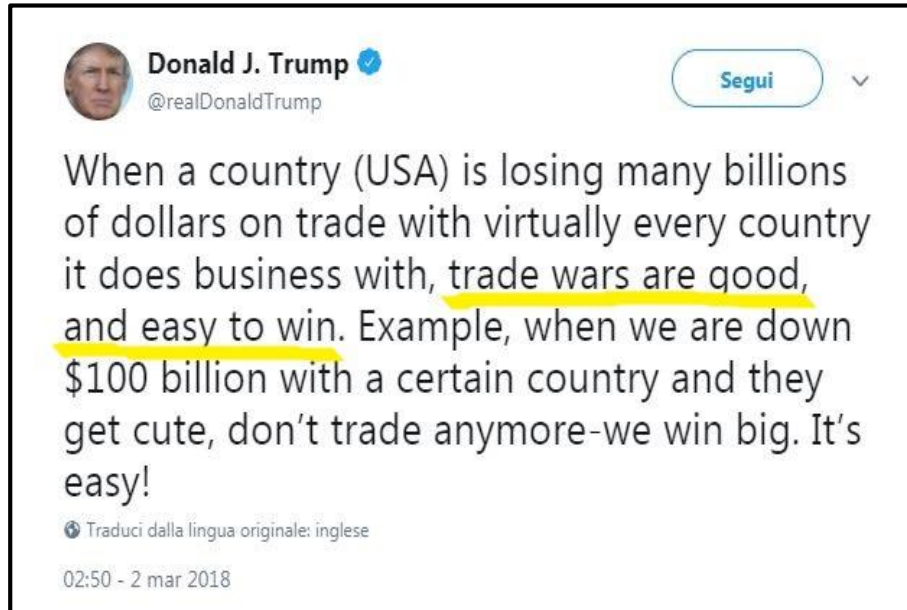 Donald J. Trump
@realDonaldTrump
Segui
When a country (USA) is losing many billions
of dollars on trade with virtually every country
it does business with, trade wars are good,
and easy to win. Example, when we are down
$100 billion with a certain country and they
get cute, don’t trade anymore-we win big. It’s
easy!
Traduci dalla lingua originale: inglese
02:50 - 2 mar 2018